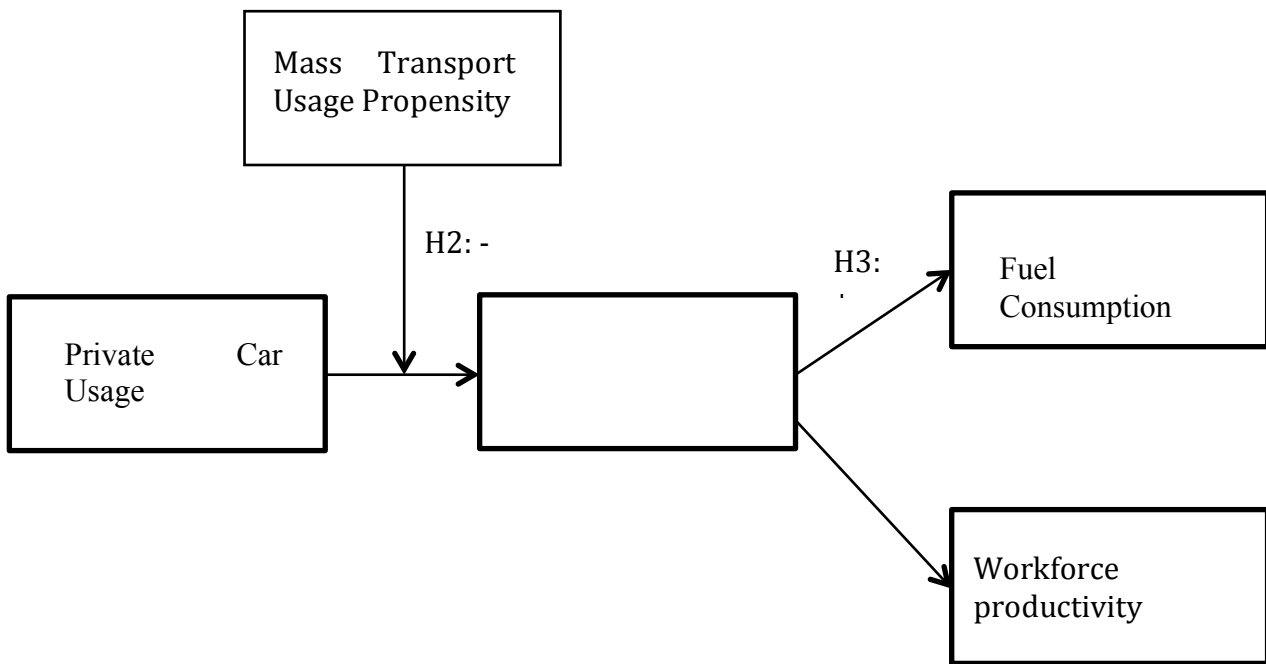 Mass Transport
Usage Propensity
H2: -
H3:
Fuel
Consumption
Private Car
Usage
Workforce
productivity